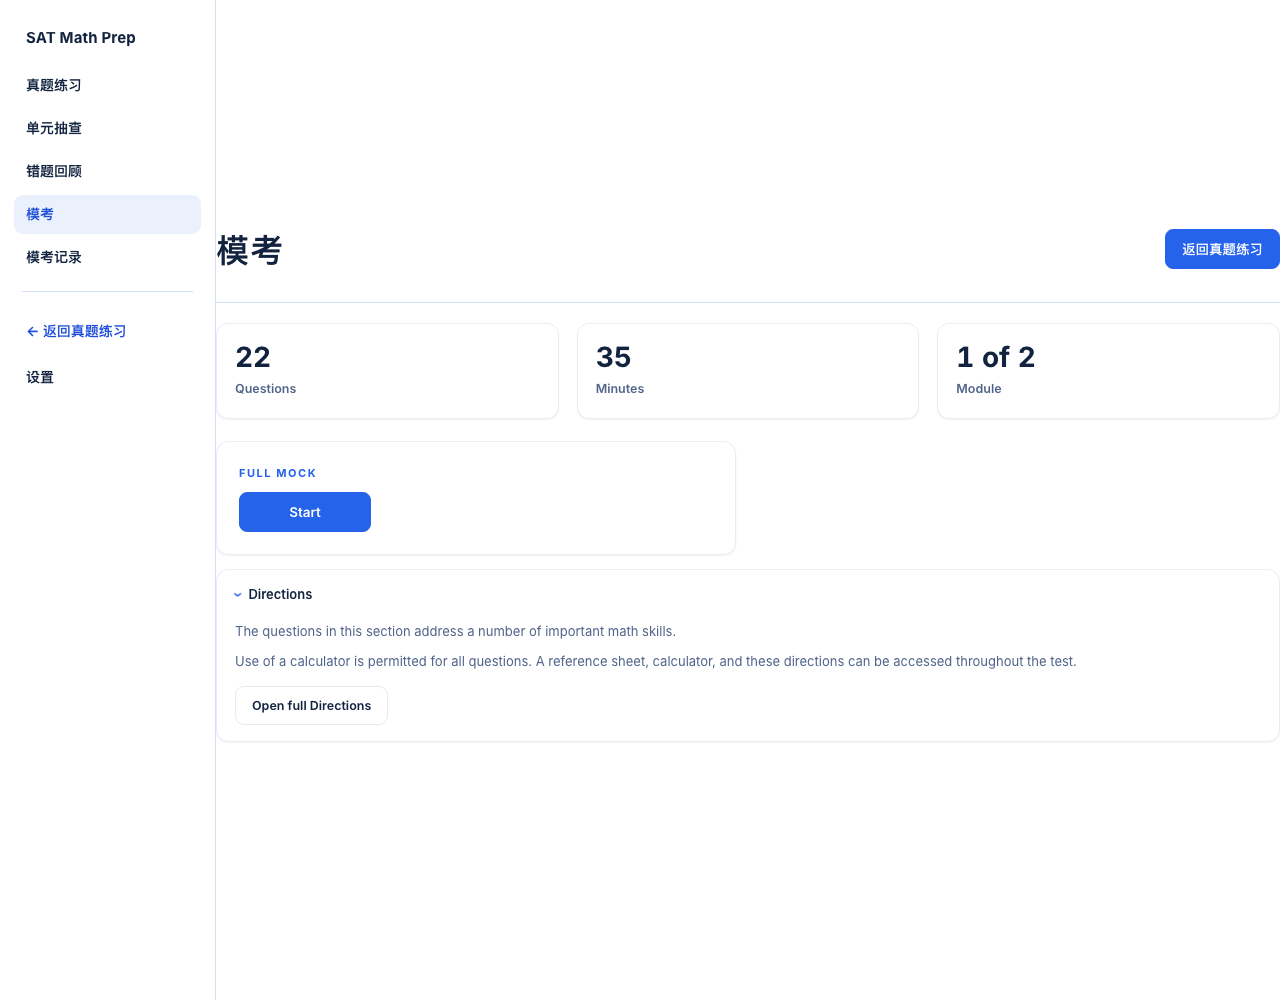 SAT Math Prep
真题练习
单元抽查
错题回顾
模考
模考记录
← 返回真题练习
设置
模考
返回真题练习
22
Questions
35
Minutes
1 of 2
Module
FULL MOCK
Start
Directions
The questions in this section address a number of important math skills.
Use of a calculator is permitted for all questions. A reference sheet, calculator, and these directions can be accessed throughout the test.
Open full Directions